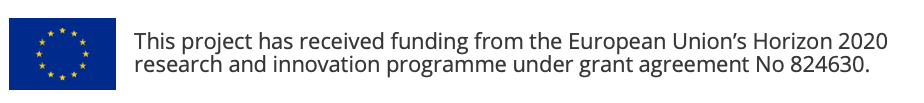 This project has received funding from the European Union’s Horizon 2020
research and innovation programme under grant agreement No 824630.